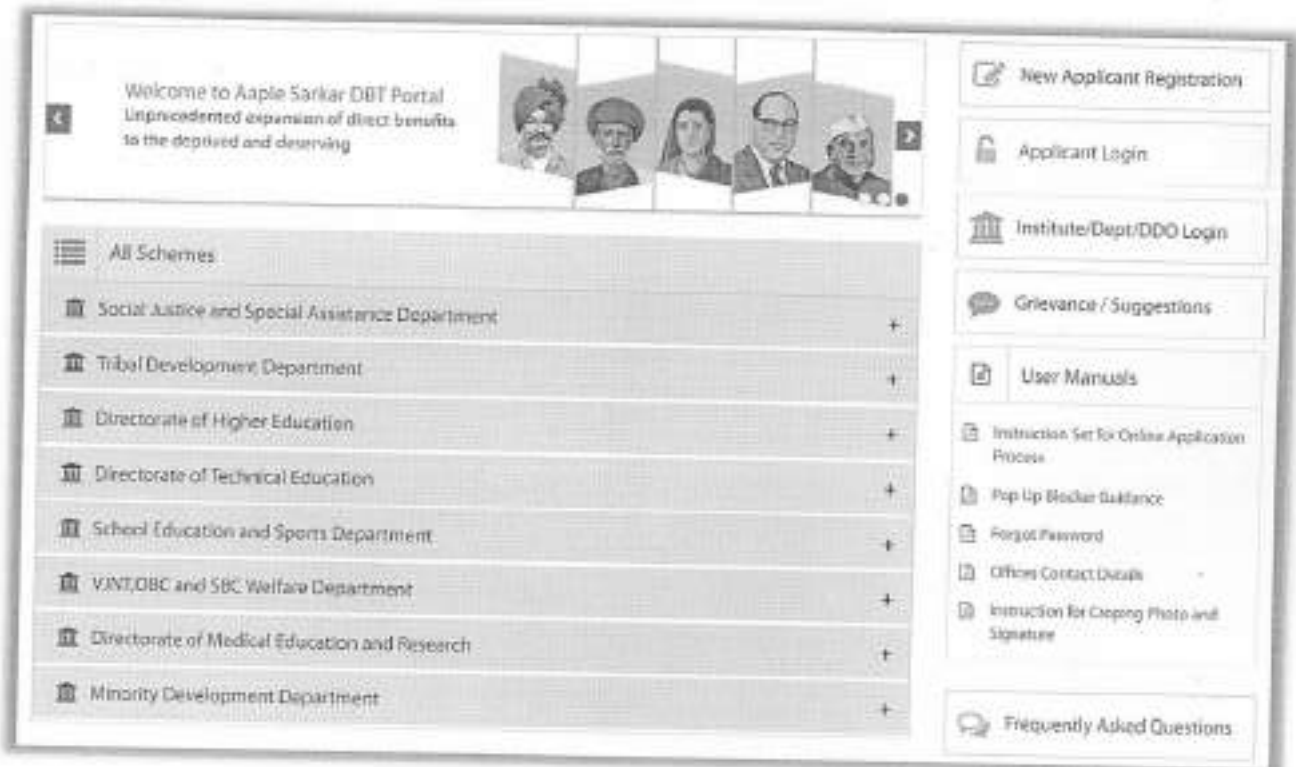 Welcome to Aaple Sarkar DBT Portal
Unprecedented expansion of direct benefits
to the deprived and deserving
All Schemes
Social Justice and Special Assistance Department +
Tribal Development Department +
Directorate of Higher Education +
Directorate of Technical Education +
School Education and Sports Department +
VJNT,OBC and SBC Welfare Department +
Directorate of Medical Education and Research +
Minority Development Department +
New Applicant Registration
Applicant Login
Institute/Dept/DDO Login
Grievance / Suggestions
User Manuals
Instruction Set for Online Application
Process
Pop Up Blocker Guidance
Forgot Password
Offices Contact Details
Instruction for Croping Photo and
Signature
Frequently Asked Questions